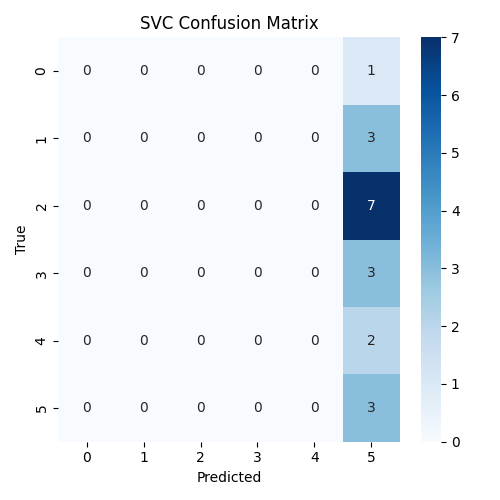 SVC Confusion Matrix
7
0 0 0 0 0 0 1
6
1 0 0 0 0 0 3
5
2 0 0 0 0 0 7
4
True
3 0 0 0 0 0 3
3
2
4 0 0 0 0 0 2
1
5 0 0 0 0 0 3
0
0 1 2 3 4 5
Predicted